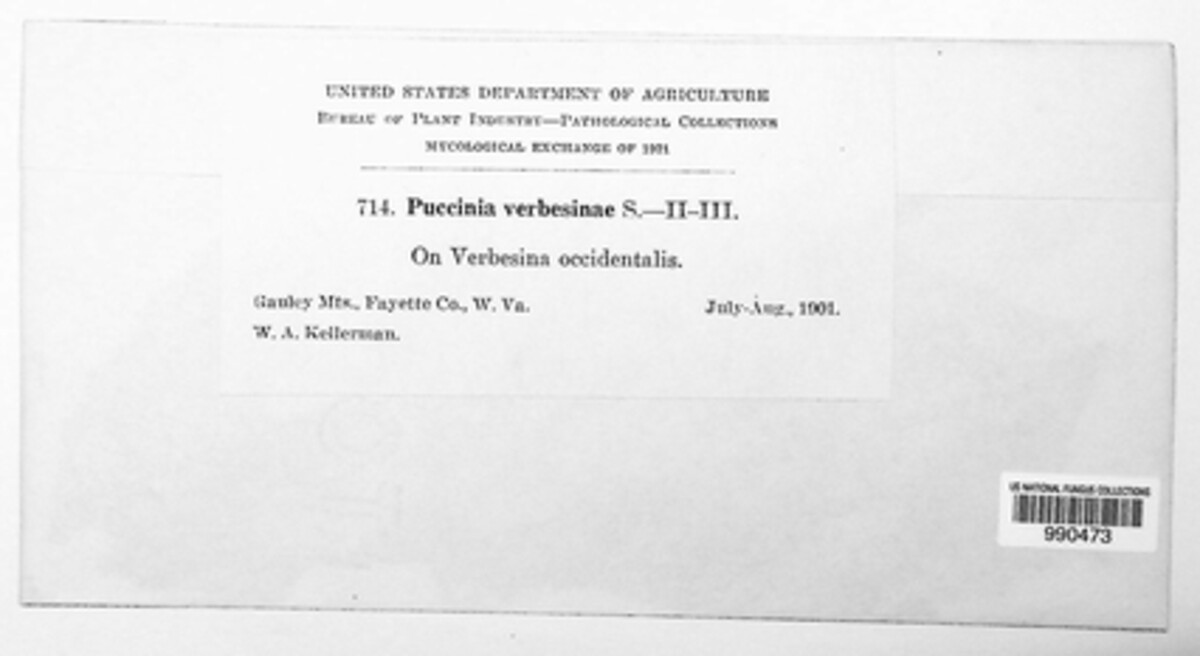 UNITED STATES DEPARTMENT OF AGRICULTURE
BUREAU OF PLANT INDUSTRY—PATHOLOGICAL COLLECTIONS
MYCOLOGICAL EXCHANGE OF 1921
714. Puccinia verbesinae S.—II–III.
On Verbesina occidentalis.
Gauley Mts., Fayette Co., W. Va. July-Aug., 1901.
W. A. Kellerman.
US NATIONAL FUNGUS COLLECTIONS
990473